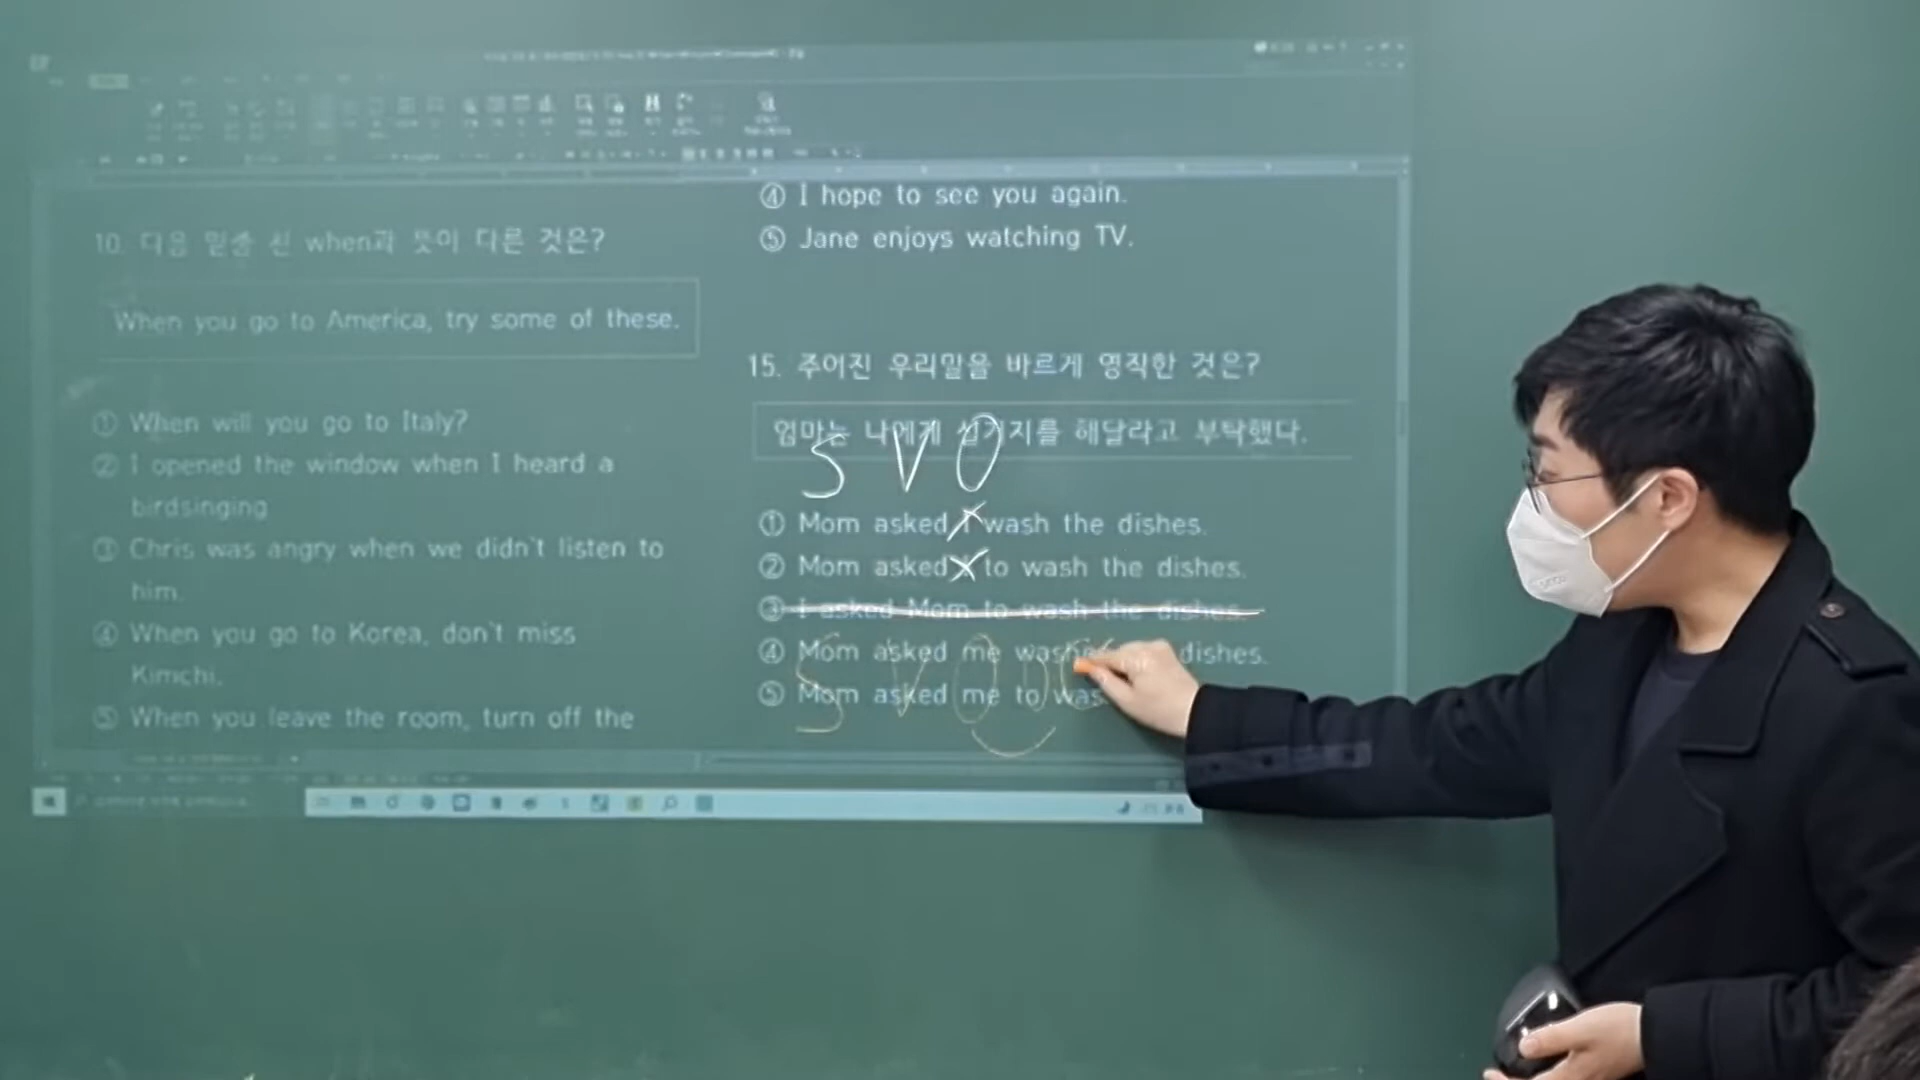 10. 다음 밑줄 친 when과 뜻이 다른 것은?
When you go to America, try some of these.
① When will you go to Italy?
② I opened the window when I heard a
birdsinging
③ Chris was angry when we didn't listen to
him.
④ When you go to Korea, don't miss
Kimchi.
⑤ When you leave the room, turn off the
④ I hope to see you again.
⑤ Jane enjoys watching TV.
15. 주어진 우리말을 바르게 영작한 것은?
엄마는 나에게 설거지를 해달라고 부탁했다.
S V O
① Mom asked I wash the dishes.
② Mom asked I to wash the dishes.
③ I asked Mom to wash the dishes.
④ Mom asked me washes dishes.
⑤ Mom asked me to was
S V O O